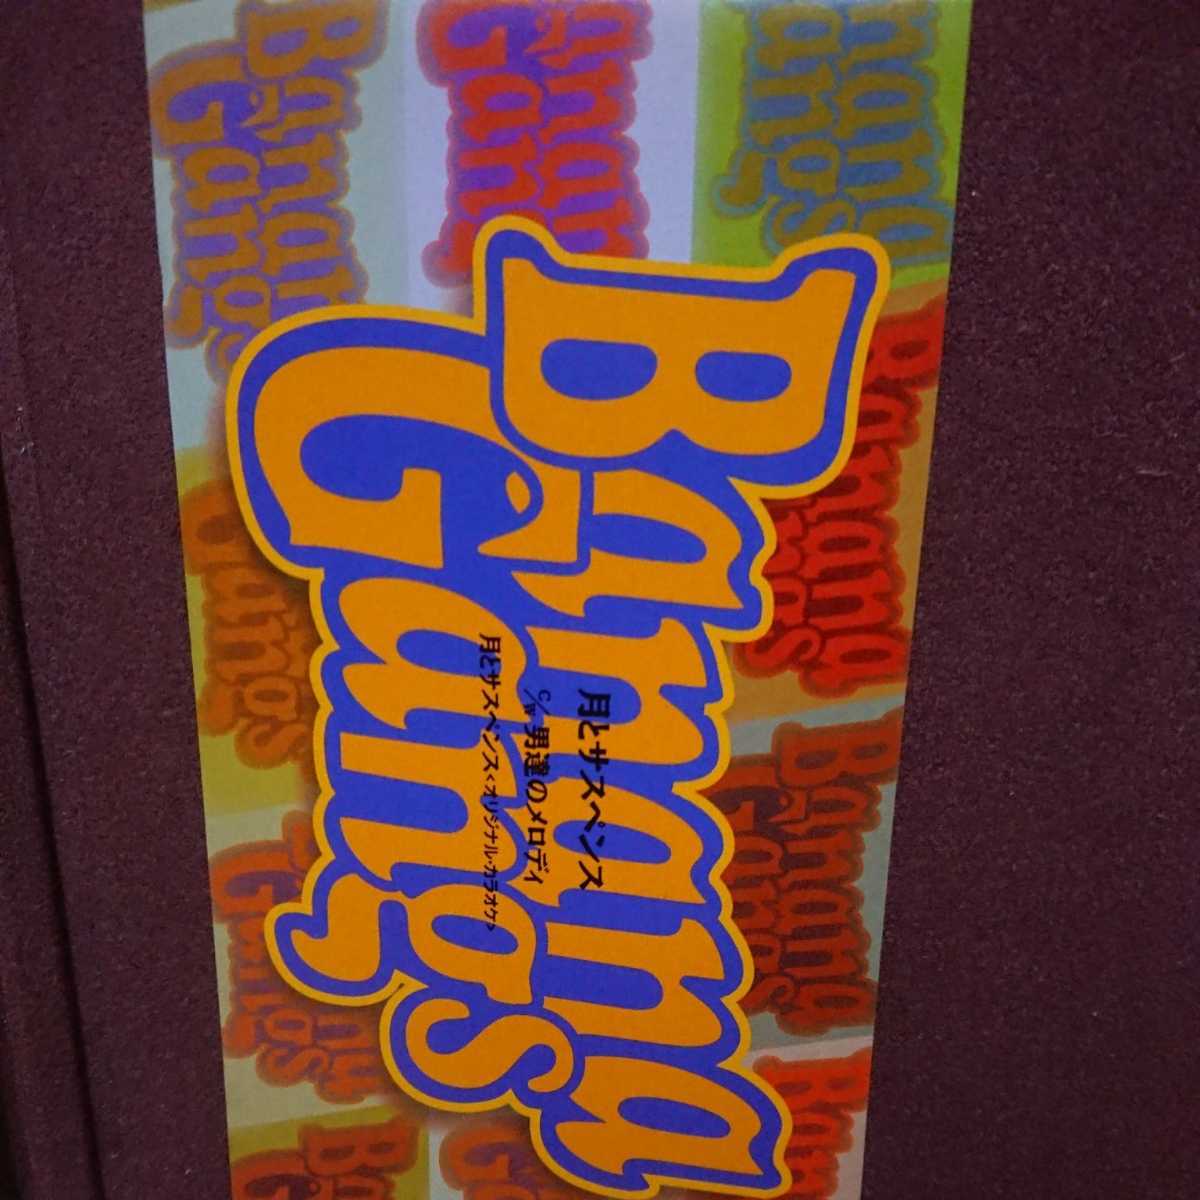 Banana
Gangs
月とサスペンス
c/w 男達のメロディ
月とサスペンス<オリジナル・カラオケ>